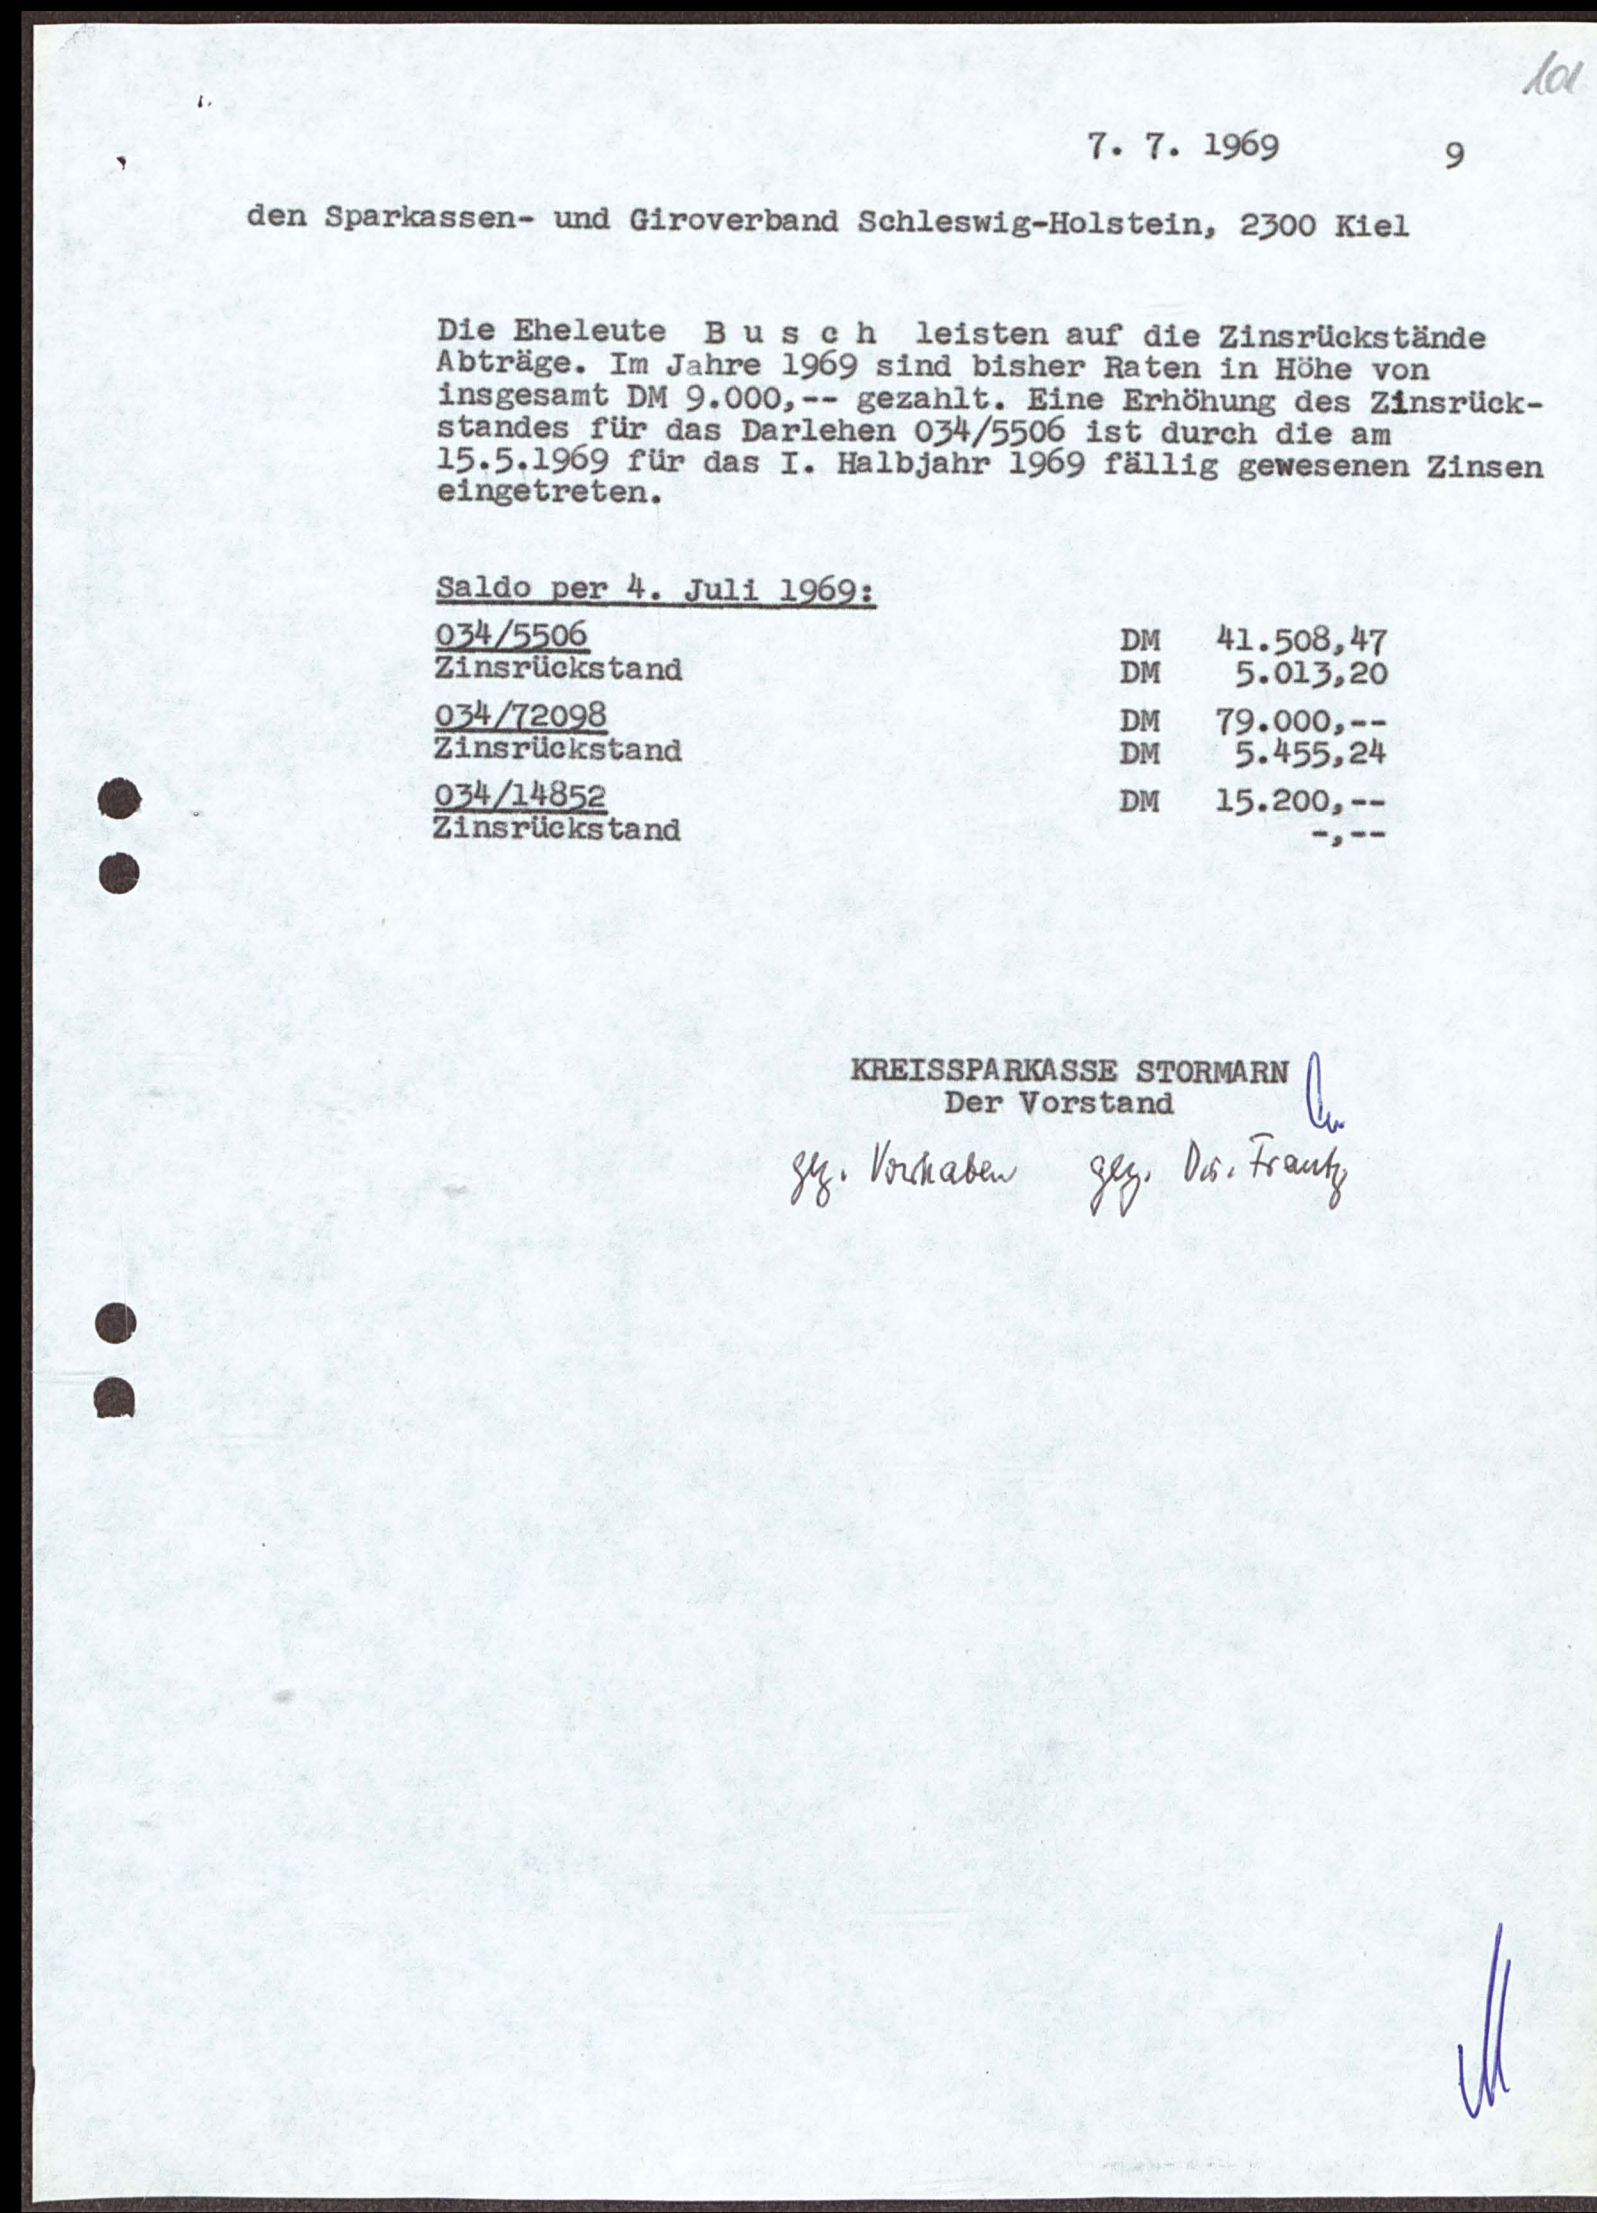 101
7. 7. 1969 9
den Sparkassen- und Giroverband Schleswig-Holstein, 2300 Kiel
Die Eheleute B u s c h leisten auf die Zinsrückstände
Abträge. Im Jahre 1969 sind bisher Raten in Höhe von
insgesamt DM 9.000,-- gezahlt. Eine Erhöhung des Zinsrück-
standes für das Darlehen 034/5506 ist durch die am
15.5.1969 für das I. Halbjahr 1969 fällig gewesenen Zinsen
eingetreten.
Saldo per 4. Juli 1969:
034/5506 DM 41.508,47
Zinsrückstand DM 5.013,20
034/72098 DM 79.000,--
Zinsrückstand DM 5.455,24
034/14852 DM 15.200,--
Zinsrückstand -,--
KREISSPARKASSE STORMARN
Der Vorstand
gez. Vorhaben gez. Dr. Frantz